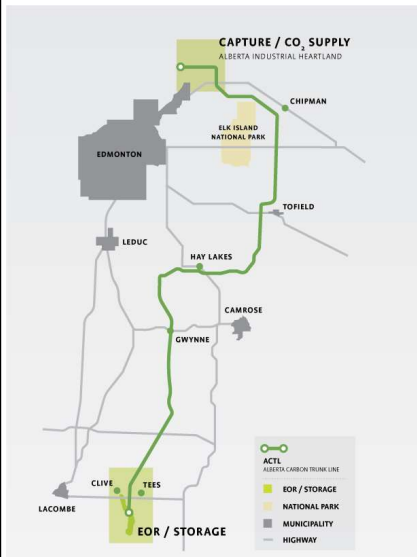 CAPTURE / CO₂ SUPPLY
ALBERTA INDUSTRIAL HEARTLAND
CHIPMAN
ELK ISLAND
NATIONAL PARK
EDMONTON
TOFIELD
LEDUC
HAY LAKES
CAMROSE
GWYNNE
CLIVE
TEES
LACOMBE
EOR / STORAGE
ACTL
ALBERTA CARBON TRUNK LINE
EOR / STORAGE
NATIONAL PARK
MUNICIPALITY
HIGHWAY